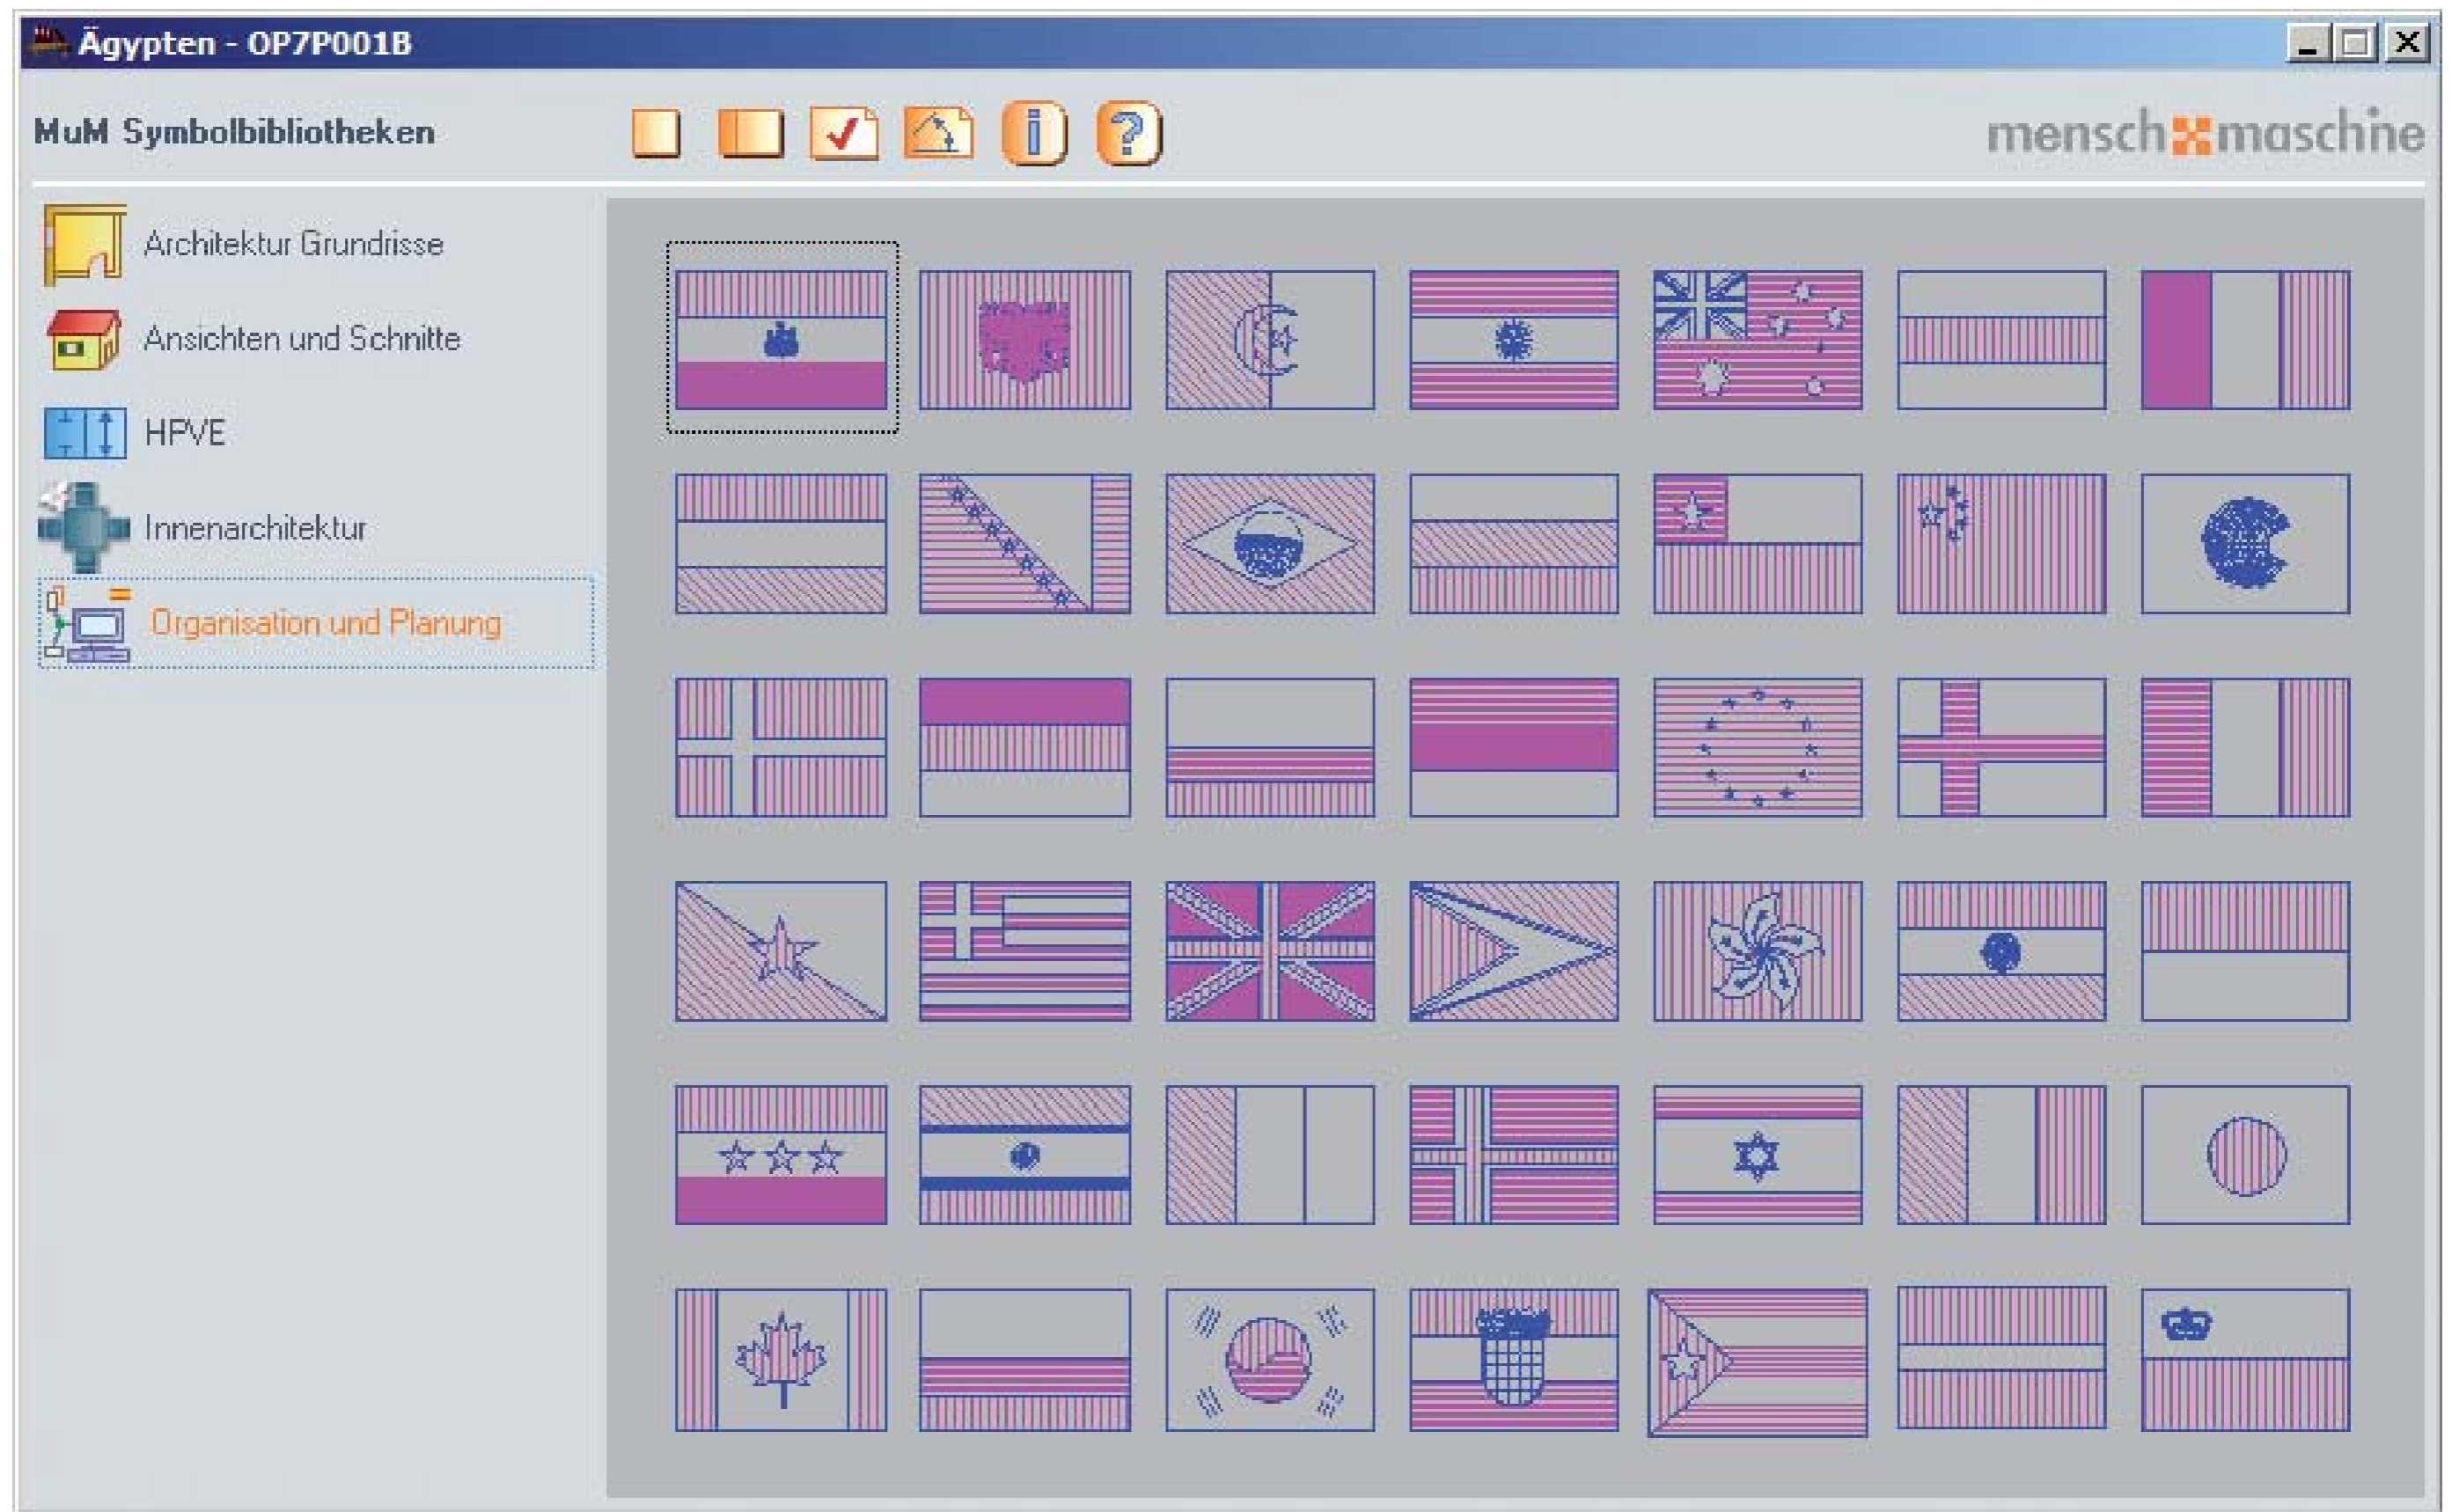 Ägypten - OP7P001B
MuM Symbolbibliotheken
mensch maschine
Architektur Grundrisse
Ansichten und Schnitte
HPVE
Innenarchitektur
Organisation und Planung